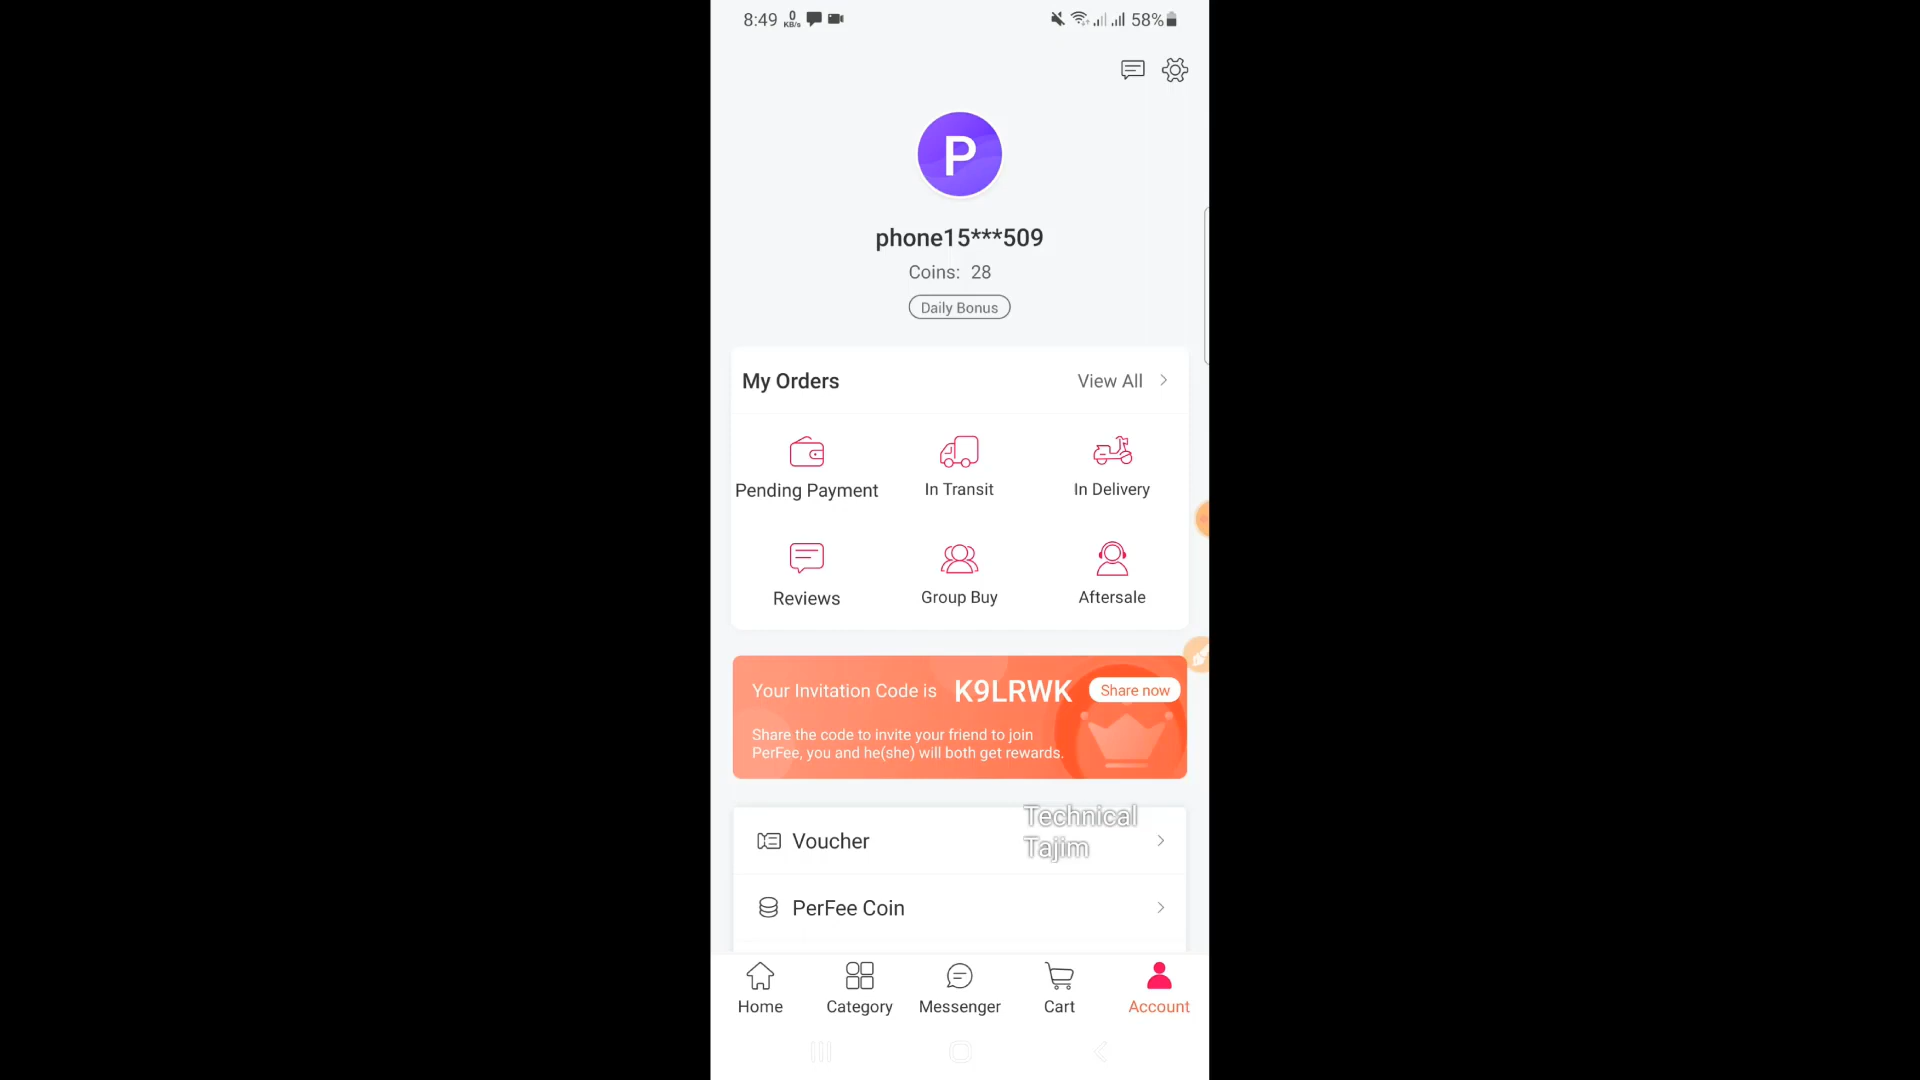 8:49 0 KB/s 58%
P
phone15***509
Coins: 28
Daily Bonus
My Orders View All
Pending Payment In Transit In Delivery
Reviews Group Buy Aftersale
Your Invitation Code is K9LRWK Share now
Share the code to invite your friend to join
PerFee, you and he(she) will both get rewards.
Technical
Tajim
Voucher
PerFee Coin
Home Category Messenger Cart Account